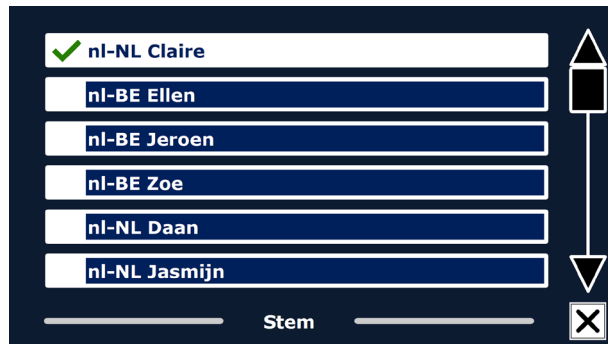 nl-NL Claire
nl-BE Ellen
nl-BE Jeroen
nl-BE Zoe
nl-NL Daan
nl-NL Jasmijn
Stem